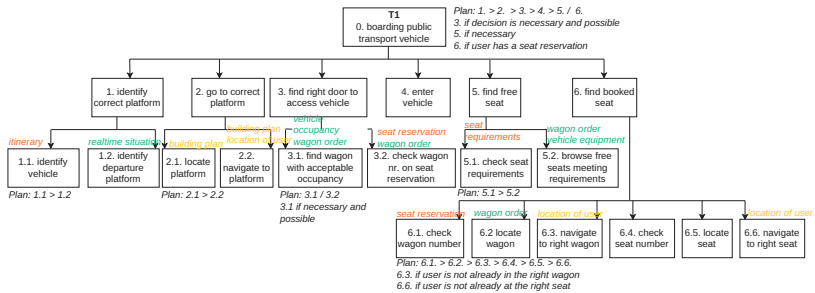 T1
0. boarding public
transport vehicle
Plan: 1. > 2. > 3. > 4. > 5. / 6.
3. if decision is necessary and possible
5. if necessary
6. if user has a seat reservation
1. identify
correct platform
2. go to correct
platform
3. find right door to
access vehicle
4. enter
vehicle
5. find free
seat
6. find booked
seat
itinerary
realtime situation
building plan
building plan
location of user
vehicle
occupancy
wagon order
seat reservation
wagon order
seat
requirements
wagon order
vehicle equipment
1.1. identify
vehicle
1.2. identify
departure
platform
2.1. locate
platform
2.2.
navigate to
platform
3.1. find wagon
with acceptable
occupancy
3.2. check wagon
nr. on seat
reservation
5.1. check seat
requirements
5.2. browse free
seats meeting
requirements
Plan: 1.1 > 1.2
Plan: 2.1 > 2.2
Plan: 3.1 / 3.2
3.1 if necessary and
possible
Plan: 5.1 > 5.2
seat reservation
wagon order
location of user
location of user
6.1. check
wagon number
6.2 locate
wagon
6.3. navigate
to right wagon
6.4. check
seat number
6.5. locate
seat
6.6. navigate
to right seat
Plan: 6.1. > 6.2. > 6.3. > 6.4. > 6.5. > 6.6.
6.3. if user is not already in the right wagon
6.6. if user is not already at the right seat